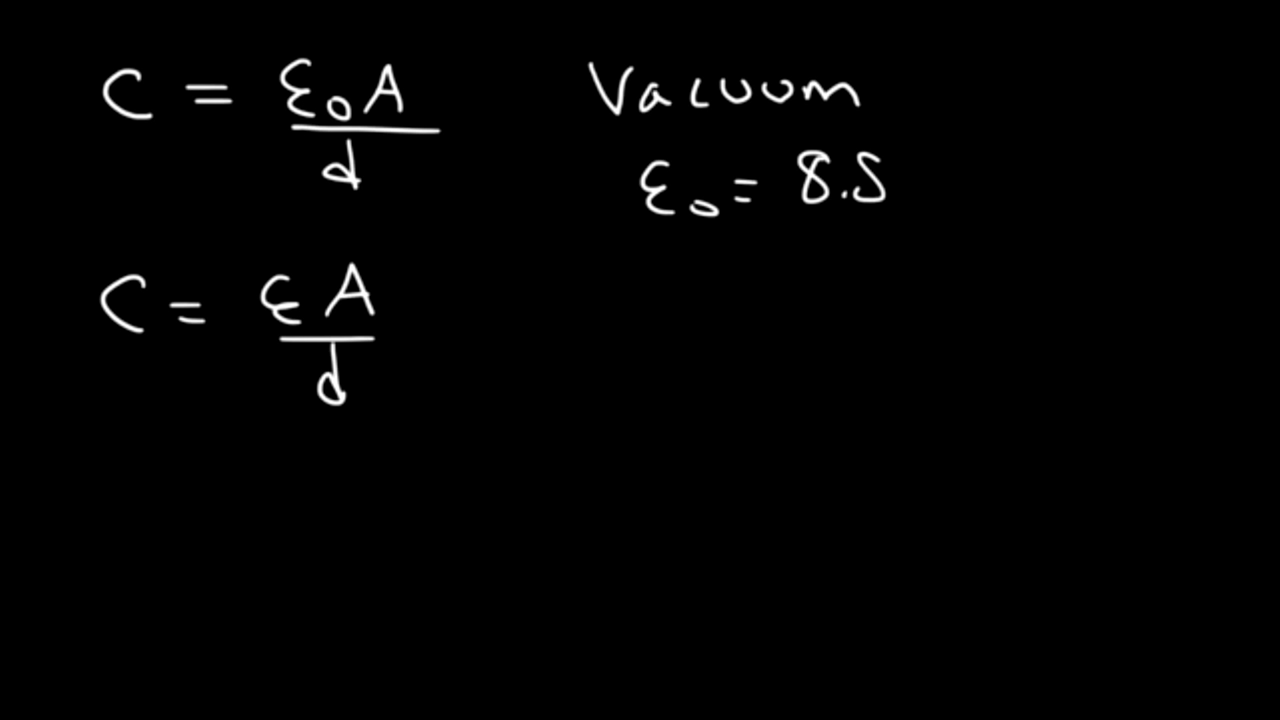 C = ε₀A / d
Vacuum
ε₀ = 8.5
C = εA / d